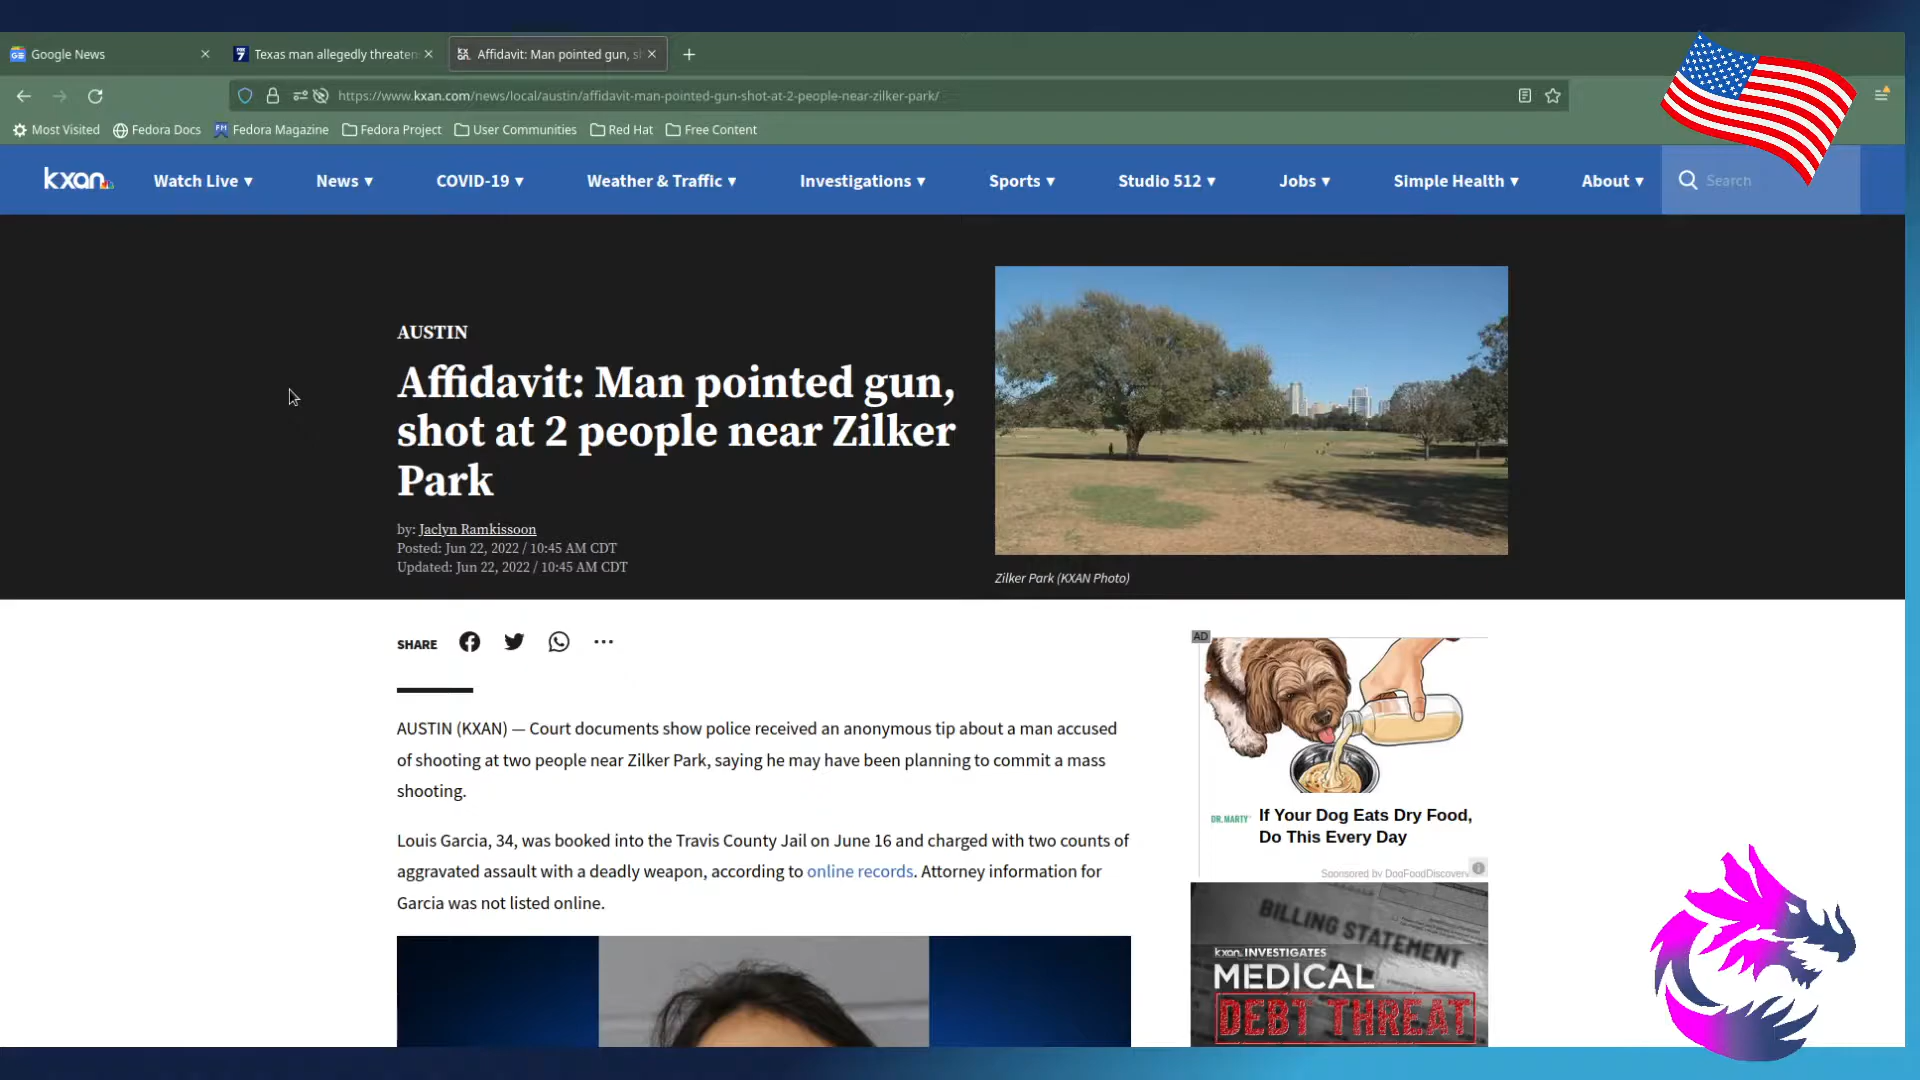 Google News
Texas man allegedly threaten
Affidavit: Man pointed gun, s
https://www.kxan.com/news/local/austin/affidavit-man-pointed-gun-shot-at-2-people-near-zilker-park/
Most Visited Fedora Docs Fedora Magazine Fedora Project User Communities Red Hat Free Content
kxan Watch Live News COVID-19 Weather & Traffic Investigations Sports Studio 512 Jobs Simple Health About Search
AUSTIN
Affidavit: Man pointed gun,
shot at 2 people near Zilker
Park
by: Jaclyn Ramkissoon
Posted: Jun 22, 2022 / 10:45 AM CDT
Updated: Jun 22, 2022 / 10:45 AM CDT
Zilker Park (KXAN Photo)
SHARE
AUSTIN (KXAN) — Court documents show police received an anonymous tip about a man accused
of shooting at two people near Zilker Park, saying he may have been planning to commit a mass
shooting.
Louis Garcia, 34, was booked into the Travis County Jail on June 16 and charged with two counts of
aggravated assault with a deadly weapon, according to online records. Attorney information for
Garcia was not listed online.
AD
DR. MARTY
If Your Dog Eats Dry Food,
Do This Every Day
Sponsored by DogFoodDiscovery
BILLING STATEMENT
kxan INVESTIGATES
MEDICAL
DEBT THREAT